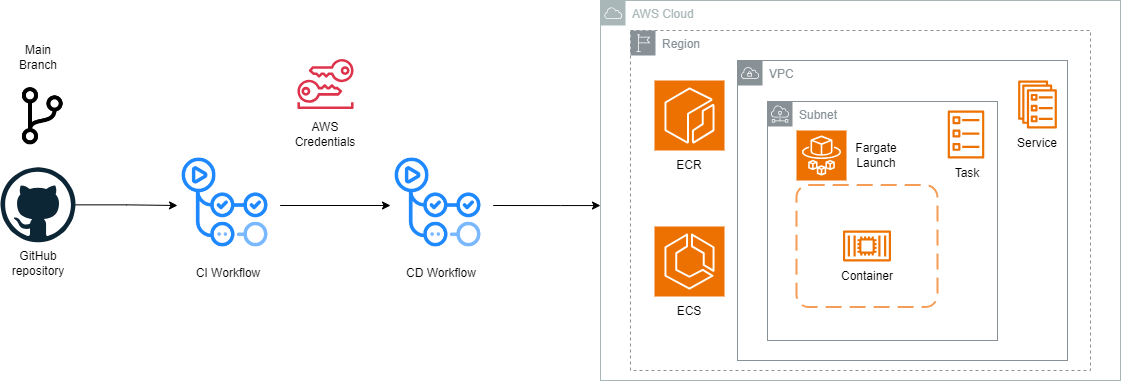 Main
Branch
GitHub
repository
CI Workflow
AWS
Credentials
CD Workflow
AWS Cloud
Region
ECR
ECS
VPC
Subnet
Fargate
Launch
Container
Task
Service